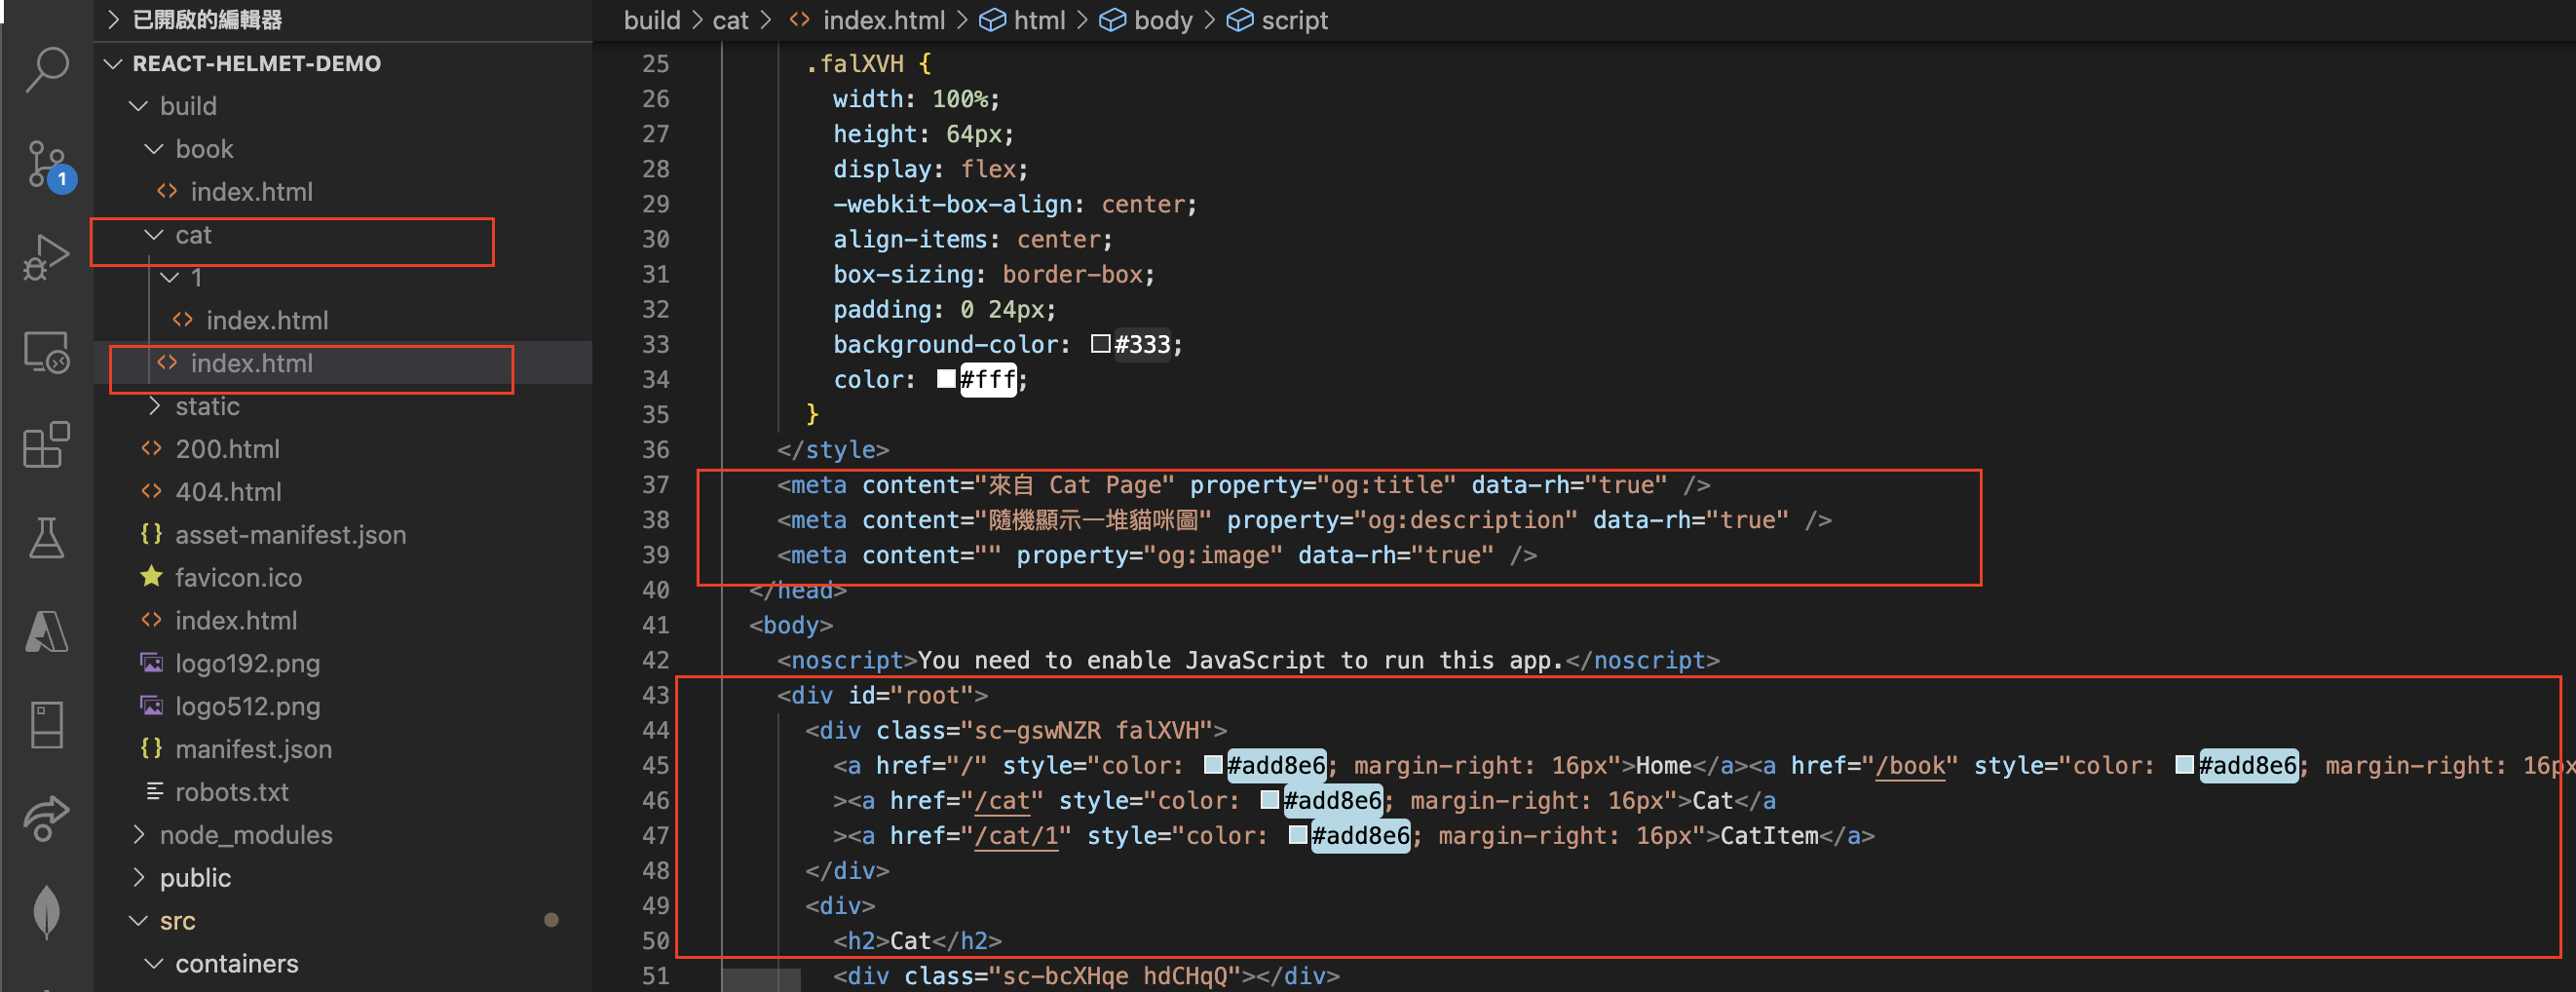 已開啟的編輯器
REACT-HELMET-DEMO
build
book
index.html
cat
1
index.html
index.html
static
200.html
404.html
asset-manifest.json
favicon.ico
index.html
logo192.png
logo512.png
manifest.json
robots.txt
node_modules
public
src
containers
1
build > cat > index.html > html > body > script
25 .falXVH {
26 width: 100%;
27 height: 64px;
28 display: flex;
29 -webkit-box-align: center;
30 align-items: center;
31 box-sizing: border-box;
32 padding: 0 24px;
33 background-color: #333;
34 color: #fff;
35 }
36 </style>
37 <meta content="來自 Cat Page" property="og:title" data-rh="true" />
38 <meta content="隨機顯示一堆貓咪圖" property="og:description" data-rh="true" />
39 <meta content="" property="og:image" data-rh="true" />
40 </head>
41 <body>
42 <noscript>You need to enable JavaScript to run this app.</noscript>
43 <div id="root">
44 <div class="sc-gswNZR falXVH">
45 <a href="/" style="color: #add8e6; margin-right: 16px">Home</a><a href="/book" style="color: #add8e6; margin-right: 16px
46 ><a href="/cat" style="color: #add8e6; margin-right: 16px">Cat</a
47 ><a href="/cat/1" style="color: #add8e6; margin-right: 16px">CatItem</a>
48 </div>
49 <div>
50 <h2>Cat</h2>
51 <div class="sc-bcXHqe hdCHqQ"></div>